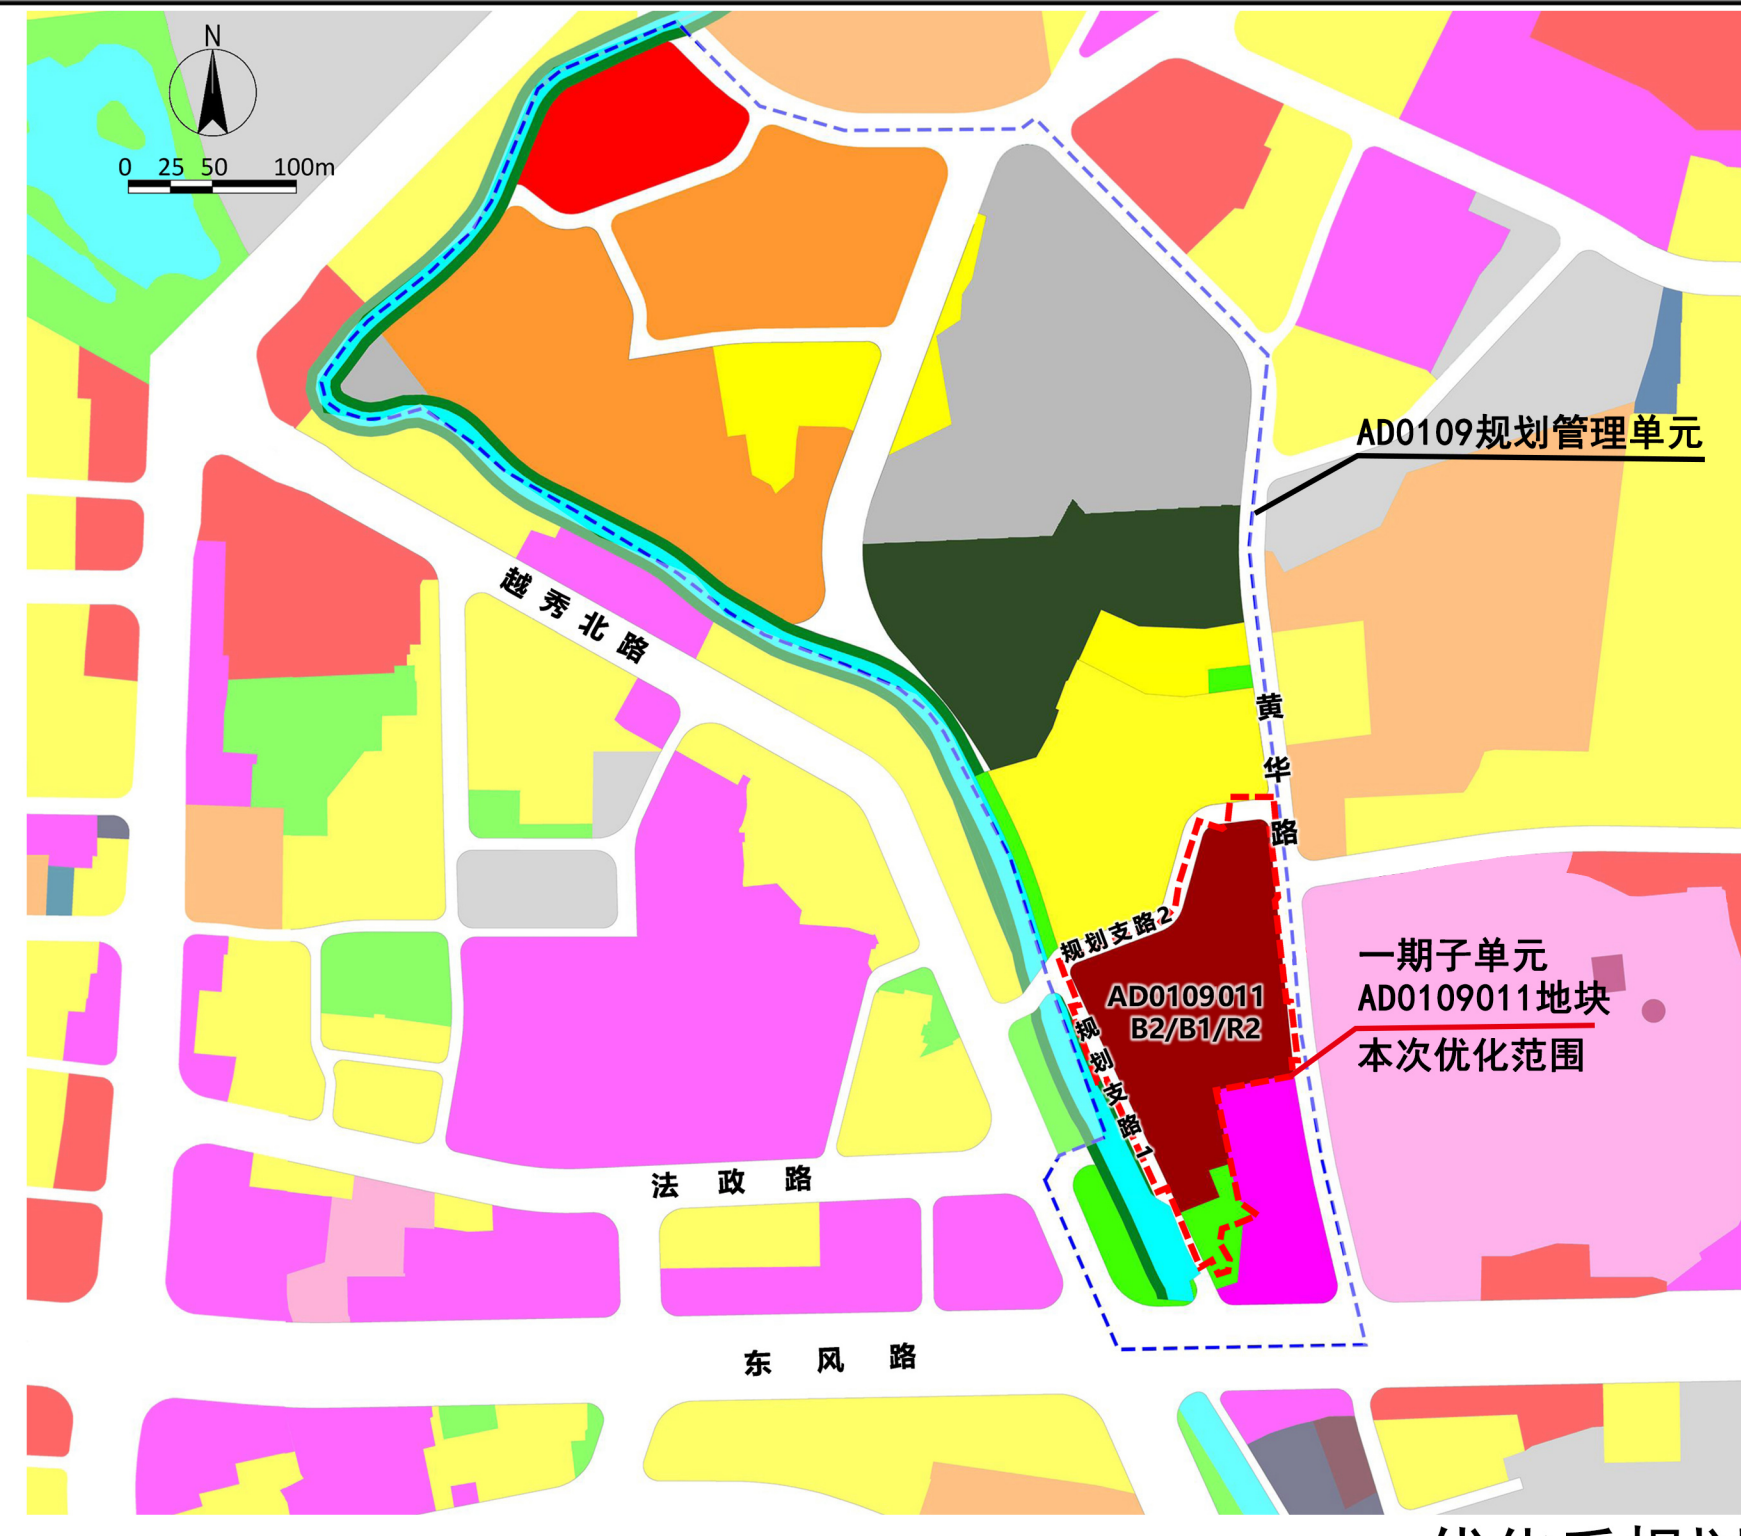 N
0 25 50 100m
AD0109规划管理单元
越秀北路
黄华路
规划支路2
一期子单元
AD0109011地块
本次优化范围
AD0109011
B2/B1/R2
规划支路1
法政路
东风路